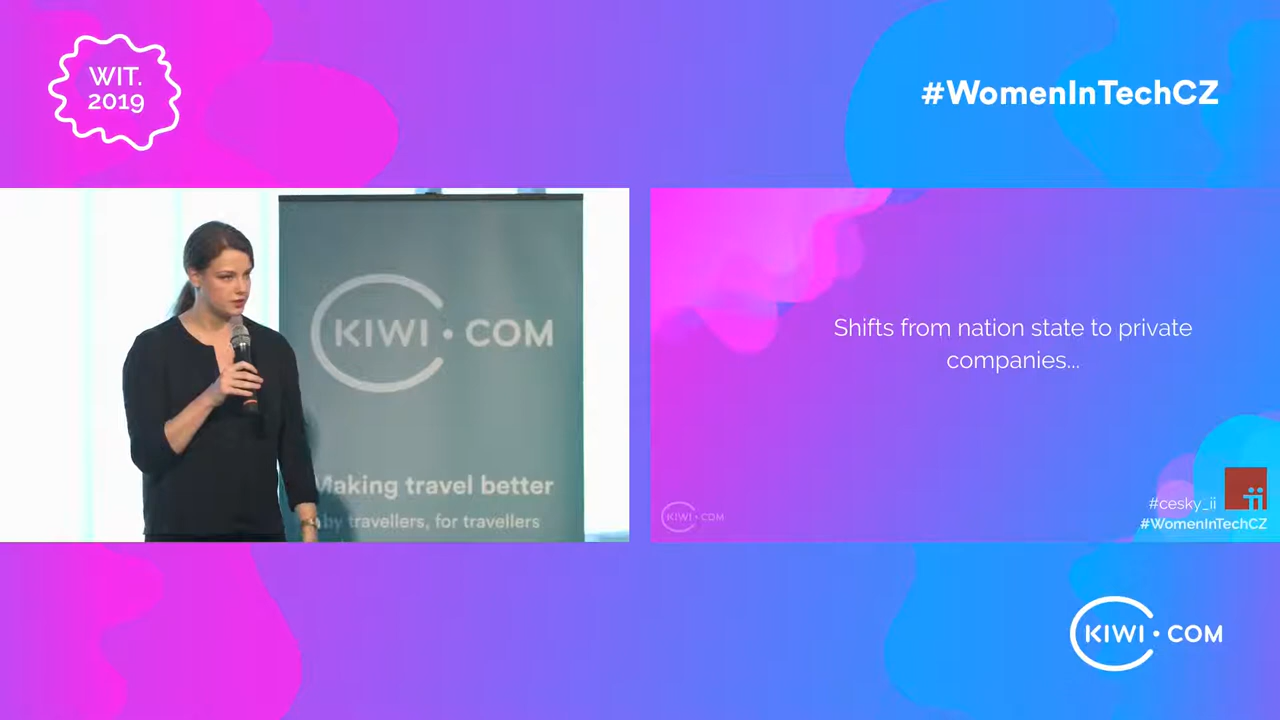 WIT.
2019
#WomenInTechCZ
KIWI•COM
Making travel better
by travellers, for travellers
Shifts from nation state to private
companies...
#cesky_ii
#WomenInTechCZ
KIWI•COM
KIWI•COM